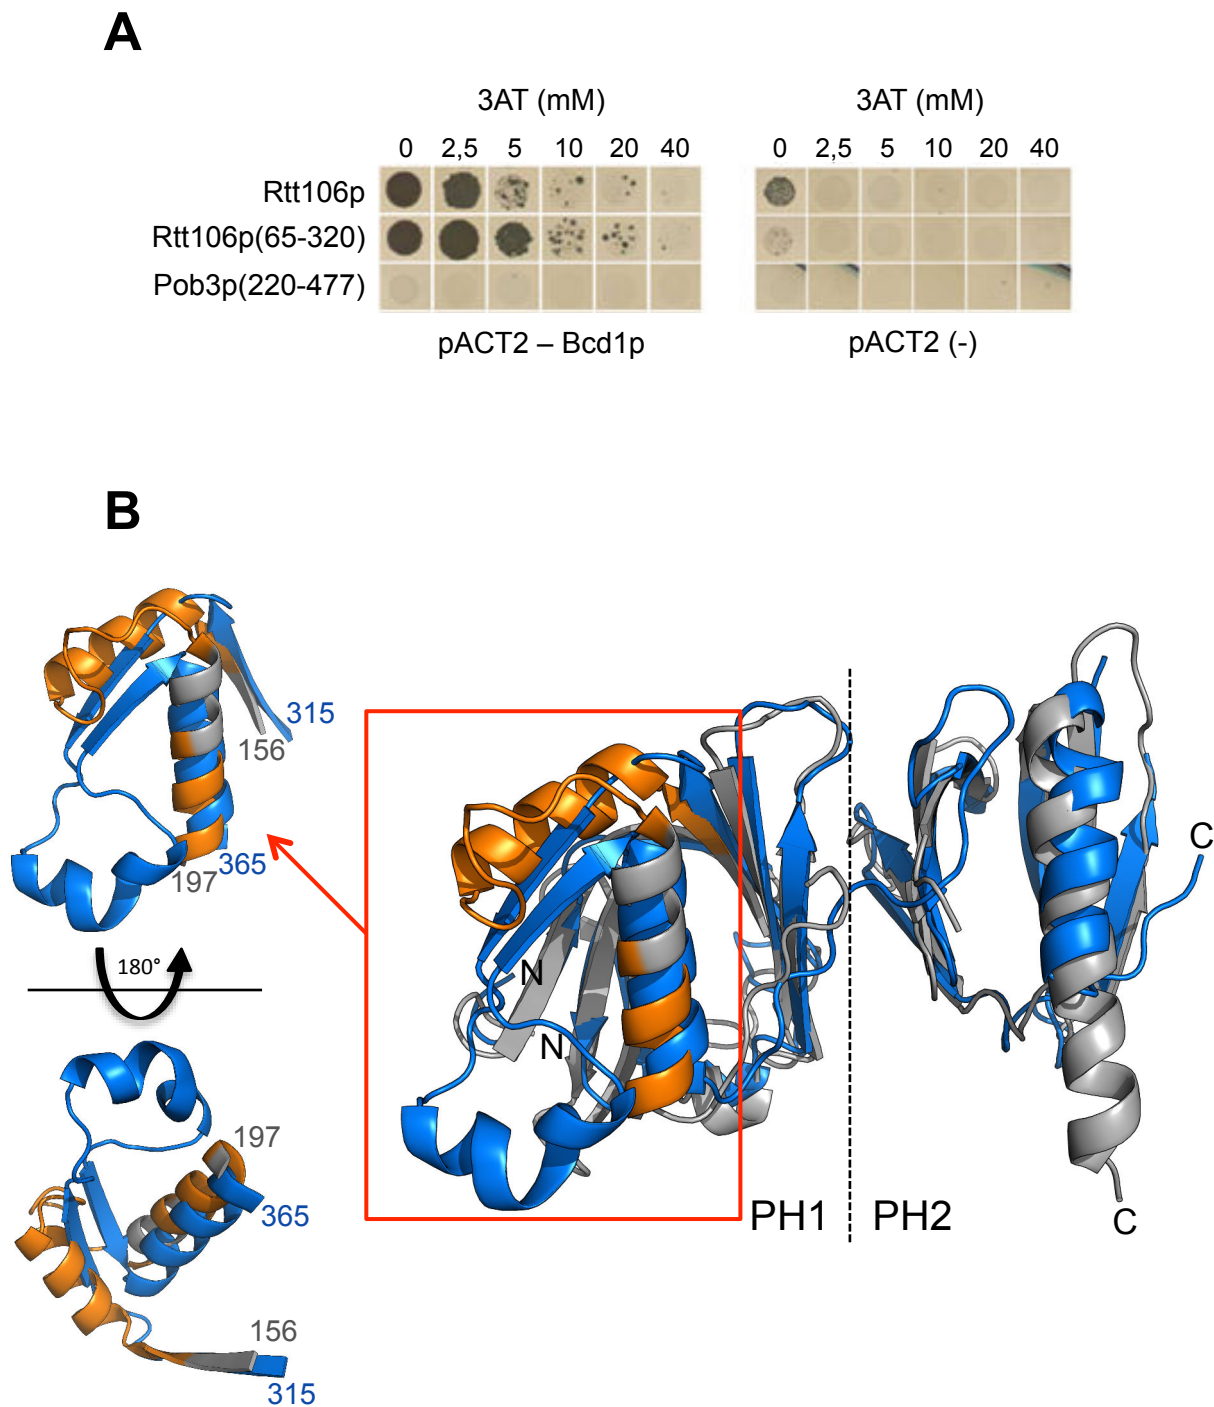 A
3AT (mM) 3AT (mM)
0 2,5 5 10 20 40 0 2,5 5 10 20 40
Rtt106p
Rtt106p(65-320)
Pob3p(220-477)
pACT2 – Bcd1p pACT2 (-)
B
315
156
365
197
180°
197
365
156
315
N
N
C
C
PH1 PH2